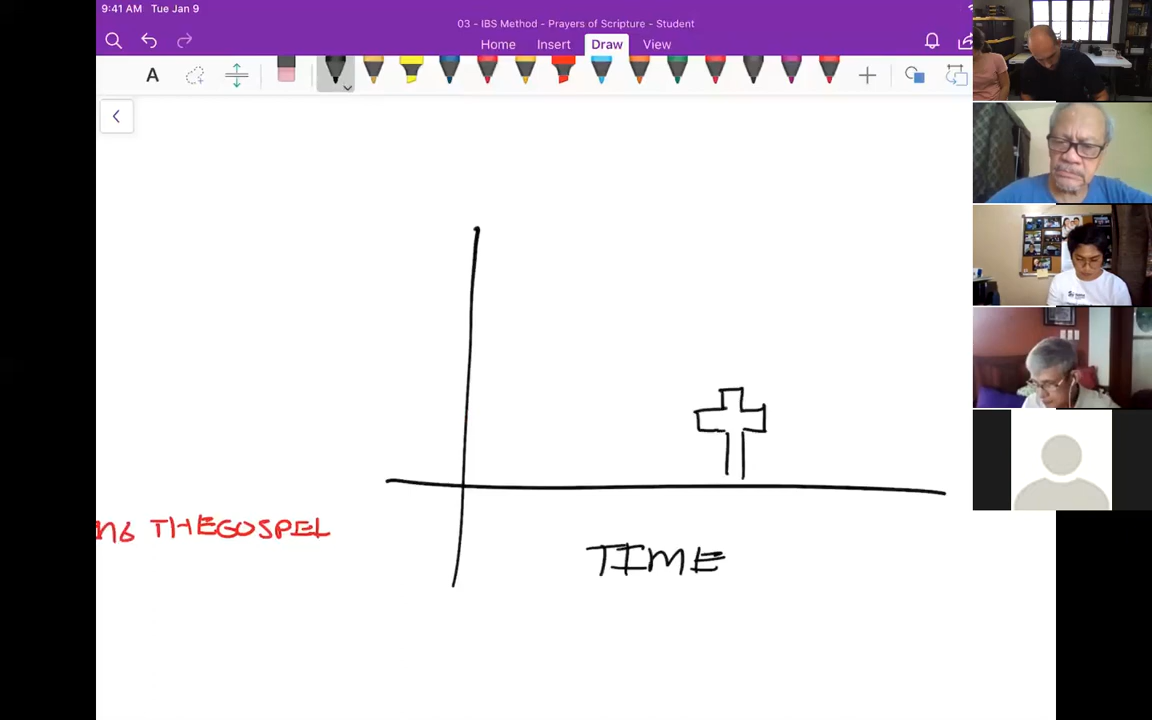 9:41 AM Tue Jan 9
03 - IBS Method - Prayers of Scripture - Student
Home Insert Draw View
A
THEGOSPEL
TIME